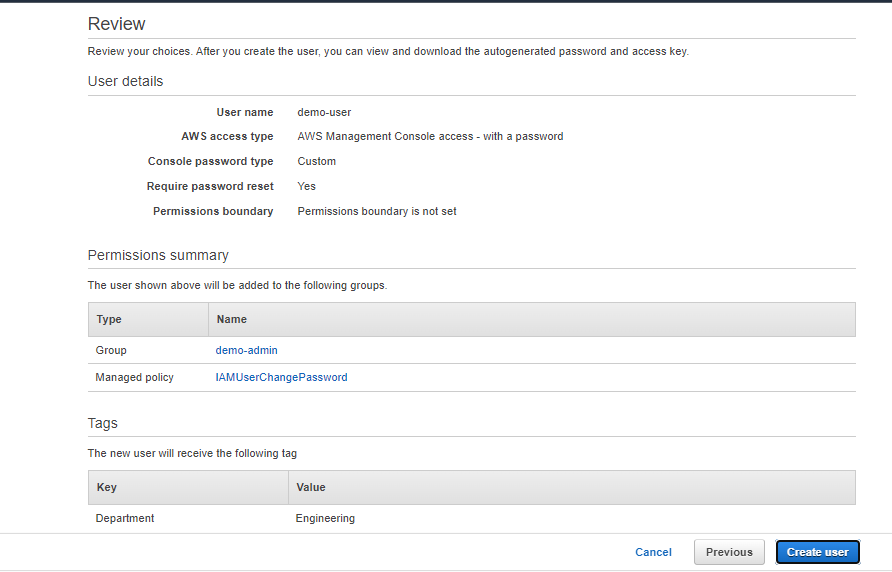 Review
Review your choices. After you create the user, you can view and download the autogenerated password and access key.
User details
User name demo-user
AWS access type AWS Management Console access - with a password
Console password type Custom
Require password reset Yes
Permissions boundary Permissions boundary is not set
Permissions summary
The user shown above will be added to the following groups.
Type Name
Group demo-admin
Managed policy IAMUserChangePassword
Tags
The new user will receive the following tag
Key Value
Department Engineering
Cancel Previous Create user